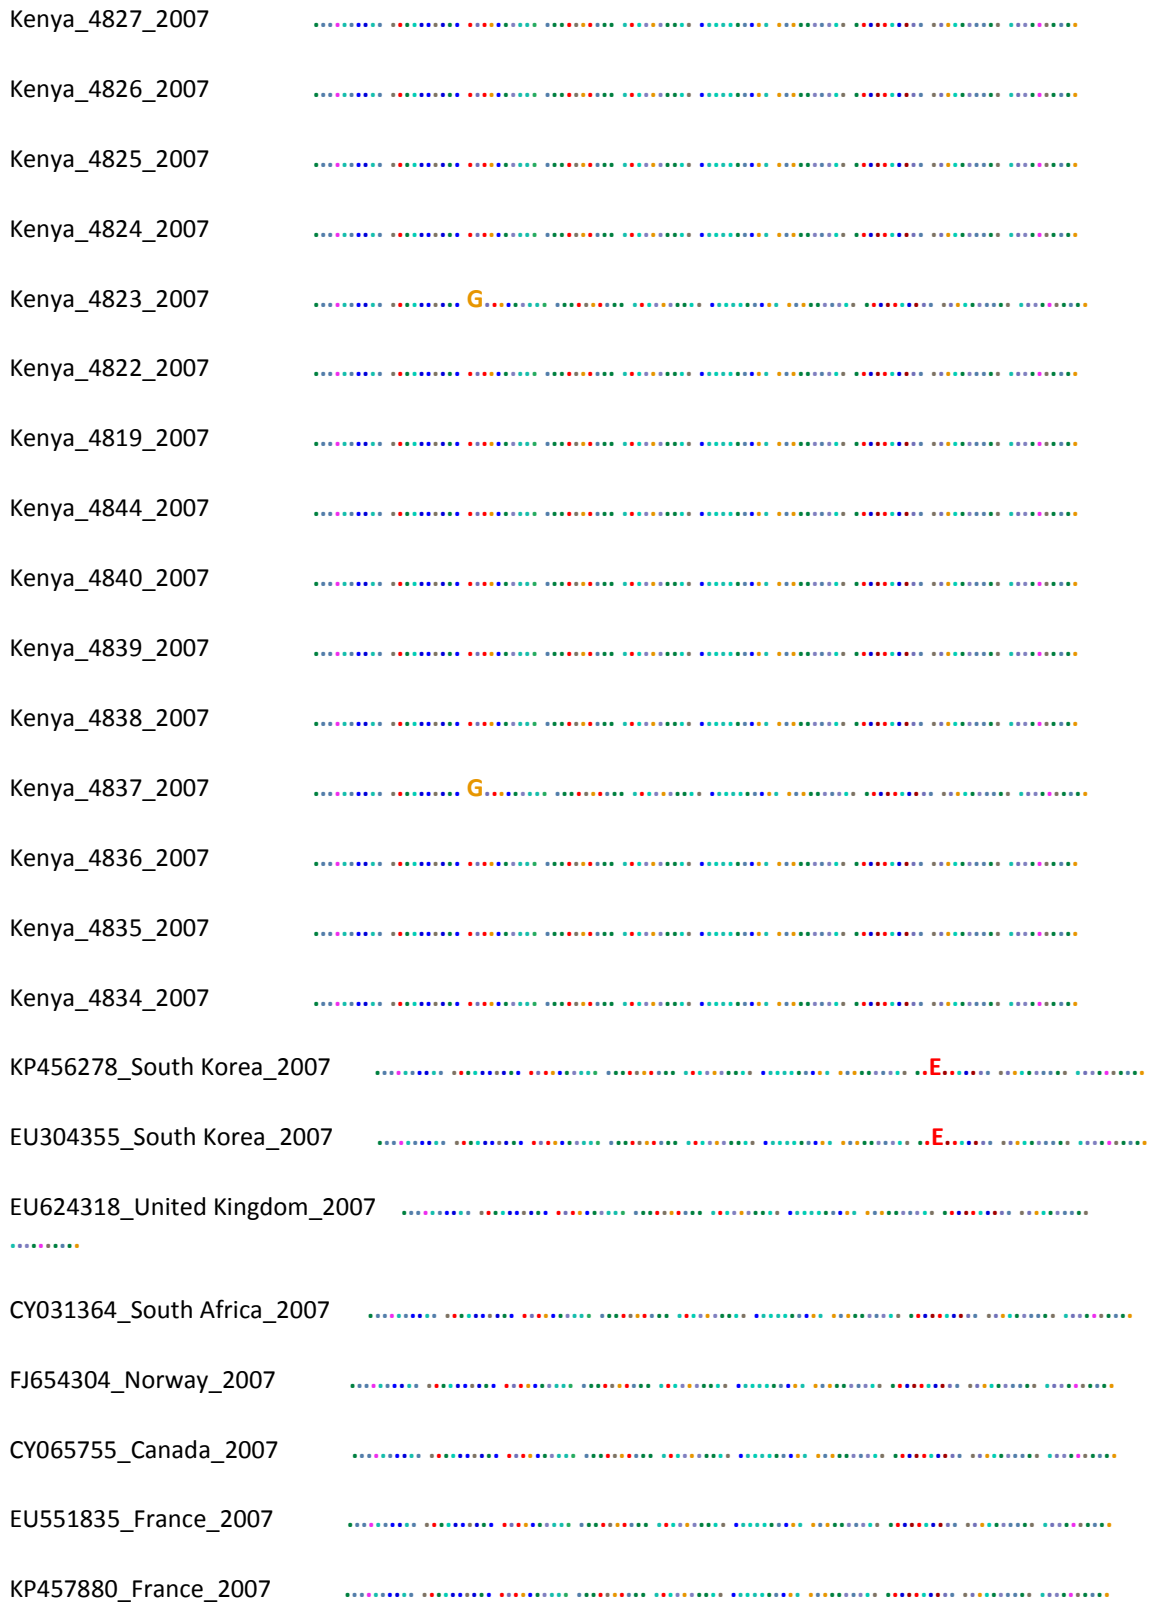 Kenya_4827_2007
Kenya_4826_2007
Kenya_4825_2007
Kenya_4824_2007
Kenya_4823_2007 G
Kenya_4822_2007
Kenya_4819_2007
Kenya_4844_2007
Kenya_4840_2007
Kenya_4839_2007
Kenya_4838_2007
Kenya_4837_2007 G
Kenya_4836_2007
Kenya_4835_2007
Kenya_4834_2007
KP456278_South Korea_2007 E
EU304355_South Korea_2007 E
EU624318_United Kingdom_2007
CY031364_South Africa_2007
FJ654304_Norway_2007
CY065755_Canada_2007
EU551835_France_2007
KP457880_France_2007